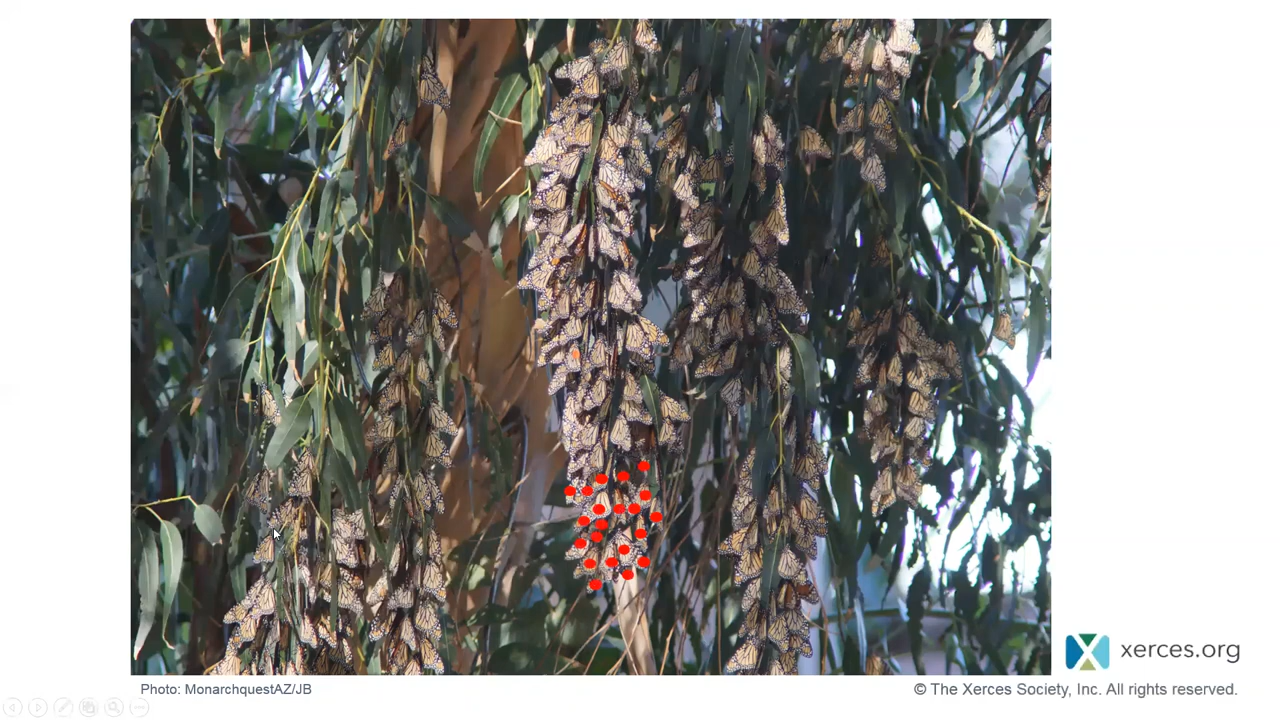 xerces.org
Photo: MonarchquestAZ/JB
© The Xerces Society, Inc. All rights reserved.